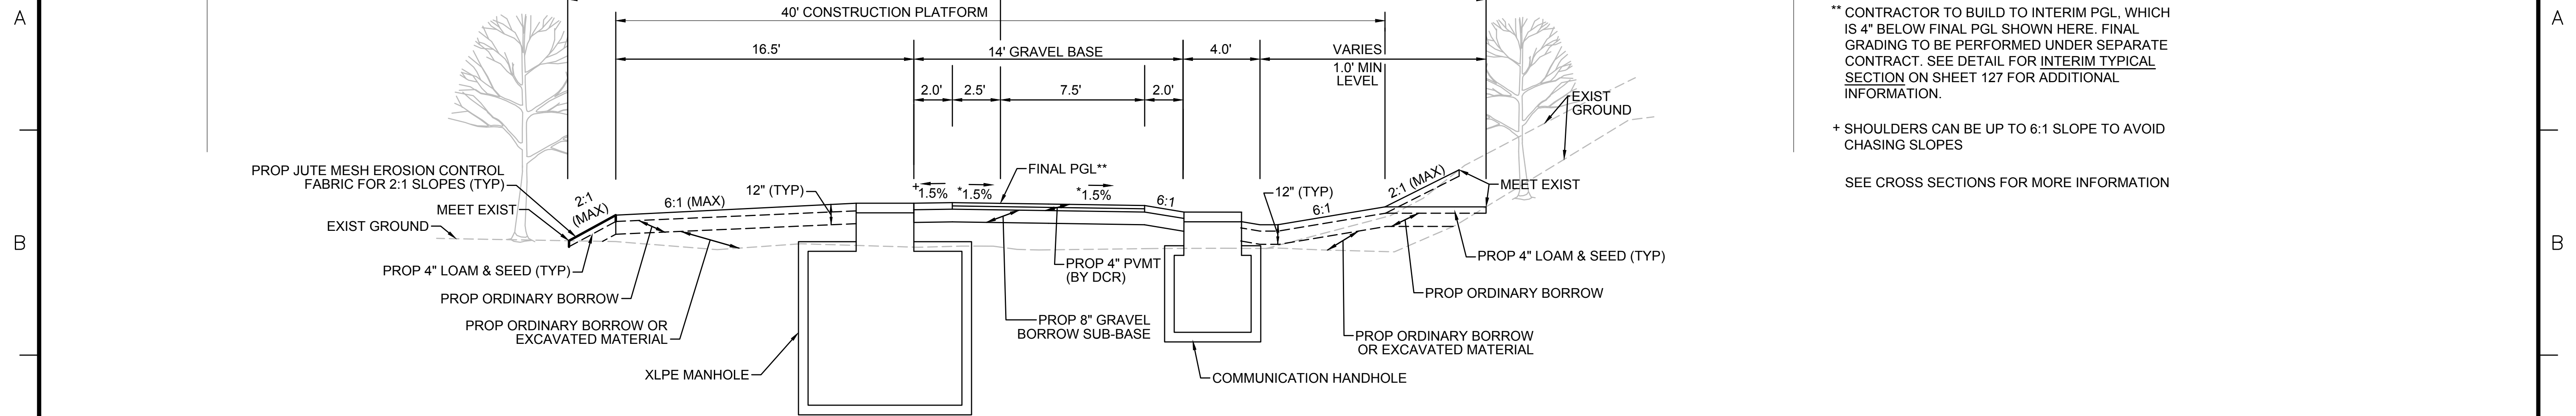 A
40' CONSTRUCTION PLATFORM
16.5'
14' GRAVEL BASE
4.0'
VARIES
1.0' MIN
LEVEL
2.0'
2.5'
7.5'
2.0'
EXIST
GROUND
PROP JUTE MESH EROSION CONTROL
FABRIC FOR 2:1 SLOPES (TYP)
MEET EXIST
EXIST GROUND
2:1
(MAX)
6:1 (MAX)
12" (TYP)
+
1.5%
*1.5%
FINAL PGL**
*1.5%
6:1
12" (TYP)
6:1
2:1 (MAX)
MEET EXIST
B
PROP 4" LOAM & SEED (TYP)
PROP ORDINARY BORROW
PROP ORDINARY BORROW OR
EXCAVATED MATERIAL
XLPE MANHOLE
PROP 4" PVMT
(BY DCR)
PROP 8" GRAVEL
BORROW SUB-BASE
PROP 4" LOAM & SEED (TYP)
PROP ORDINARY BORROW
PROP ORDINARY BORROW
OR EXCAVATED MATERIAL
COMMUNICATION HANDHOLE
** CONTRACTOR TO BUILD TO INTERIM PGL, WHICH
IS 4" BELOW FINAL PGL SHOWN HERE. FINAL
GRADING TO BE PERFORMED UNDER SEPARATE
CONTRACT. SEE DETAIL FOR INTERIM TYPICAL
SECTION ON SHEET 127 FOR ADDITIONAL
INFORMATION.
+ SHOULDERS CAN BE UP TO 6:1 SLOPE TO AVOID
CHASING SLOPES
SEE CROSS SECTIONS FOR MORE INFORMATION
A
B